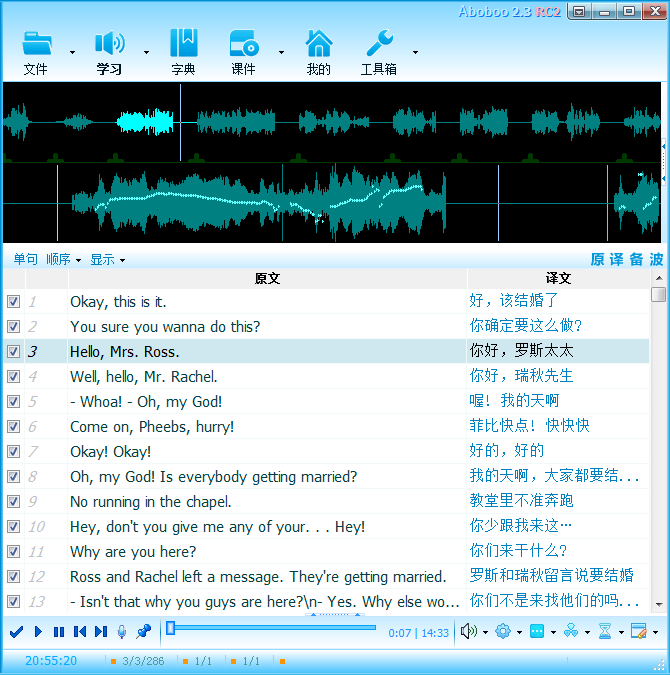 Aboboo 2.3 RC2
文件 学习 字典 课件 我的 工具箱
单句 顺序 显示 原 译 备 波
原文 译文
1 Okay, this is it. 好，该结婚了
2 You sure you wanna do this? 你确定要这么做?
3 Hello, Mrs. Ross. 你好，罗斯太太
4 Well, hello, Mr. Rachel. 你好，瑞秋先生
5 - Whoa! - Oh, my God! 喔! 我的天啊
6 Come on, Pheebs, hurry! 菲比快点! 快快快
7 Okay! Okay! 好的，好的
8 Oh, my God! Is everybody getting married? 我的天啊，大家都要结...
9 No running in the chapel. 教堂里不准奔跑
10 Hey, don't you give me any of your. . . Hey! 你少跟我来这…
11 Why are you here? 你们来干什么?
12 Ross and Rachel left a message. They're getting married. 罗斯和瑞秋留言说要结婚
13 - Isn't that why you guys are here?\n- Yes. Why else wo... 你们不是来找他们的吗...
0:07 | 14:33
20:55:20 3/3/286 1/1 1/1